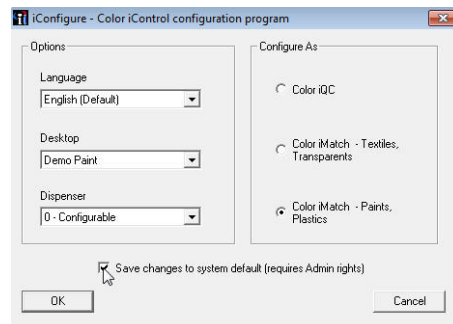 iConfigure - Color iControl configuration program
Options
Language
English (Default)
Desktop
Demo Paint
Dispenser
0 - Configurable
Configure As
Color iQC
Color iMatch - Textiles,
Transparents
Color iMatch - Paints,
Plastics
Save changes to system default (requires Admin rights)
OK
Cancel